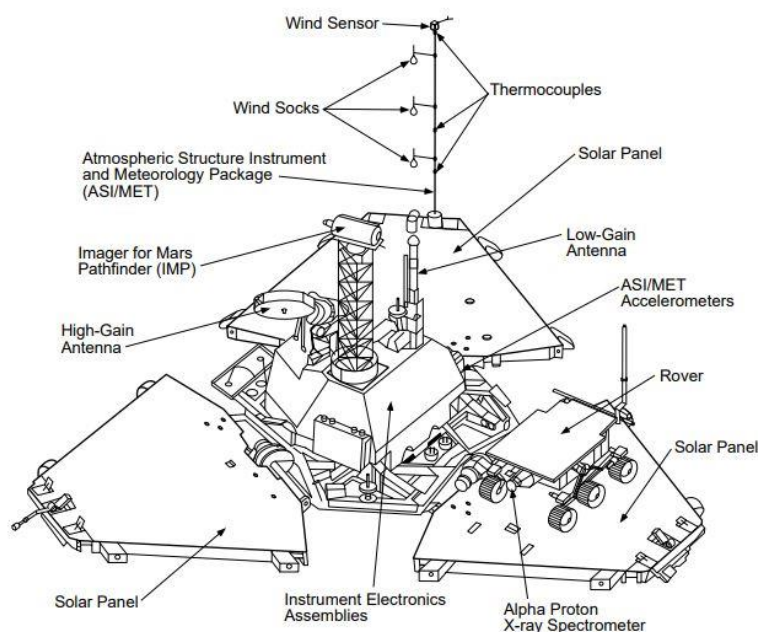 Wind Sensor
Wind Socks
Thermocouples
Atmospheric Structure Instrument
and Meteorology Package
(ASI/MET)
Solar Panel
Imager for Mars
Pathfinder (IMP)
Low-Gain
Antenna
ASI/MET
Accelerometers
High-Gain
Antenna
Rover
Solar Panel
Solar Panel
Instrument Electronics
Assemblies
Alpha Proton
X-ray Spectrometer